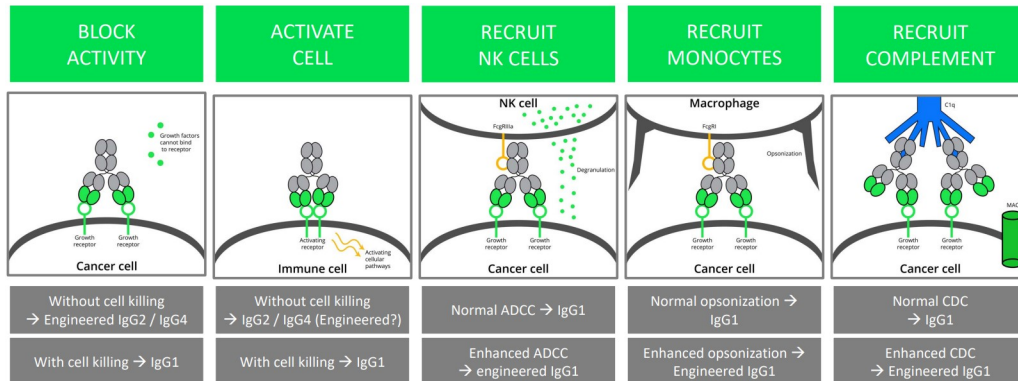 BLOCK
ACTIVITY
ACTIVATE
CELL
RECRUIT
NK CELLS
RECRUIT
MONOCYTES
RECRUIT
COMPLEMENT
Growth factors
cannot bind
to receptor
Growth
receptor
Growth
receptor
Cancer cell
Activating
receptor
Activating
cellular
pathways
Immune cell
NK cell
FcgRIIIa
Degranulation
Growth
receptor
Growth
receptor
Cancer cell
Macrophage
FcgRI
Opsonization
Growth
receptor
Growth
receptor
Cancer cell
C1q
MAC
Growth
receptor
Growth
receptor
Cancer cell
Without cell killing
→ Engineered IgG2 / IgG4
Without cell killing
→ IgG2 / IgG4 (Engineered?)
Normal ADCC → IgG1
Normal opsonization →
IgG1
Normal CDC
→ IgG1
With cell killing → IgG1
With cell killing → IgG1
Enhanced ADCC
→ engineered IgG1
Enhanced opsonization →
Engineered IgG1
Enhanced CDC
→ Engineered IgG1